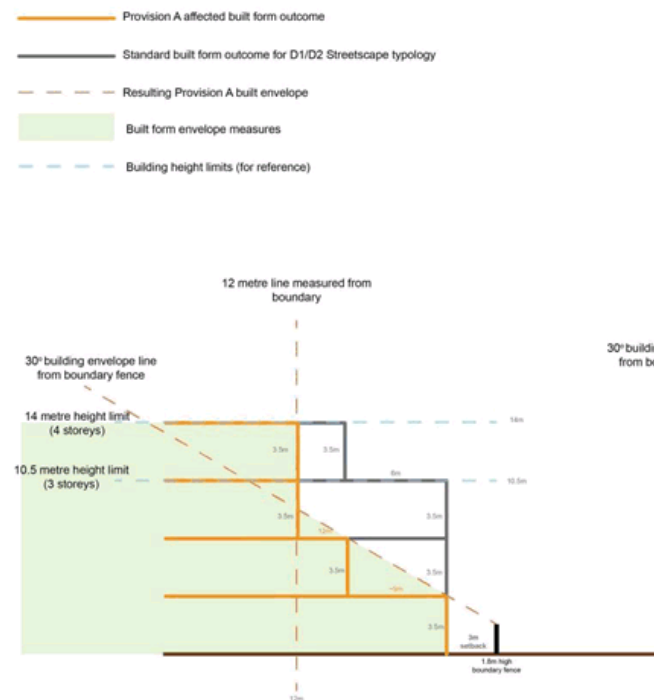 Provision A affected built form outcome
Standard built form outcome for D1/D2 Streetscape typology
Resulting Provision A built envelope
Built form envelope measures
Building height limits (for reference)
12 metre line measured from
boundary
30° building envelope line
from boundary fence
30° buildi
from bo
14 metre height limit
(4 storeys)
14m
3.5m
3.5m
10.5 metre height limit
(3 storeys)
6m
10.5m
3.5m
3.5m
12m
3.5m
3.5m
~6m
3.5m
3m
setback
1.8m high
boundary fence
12m